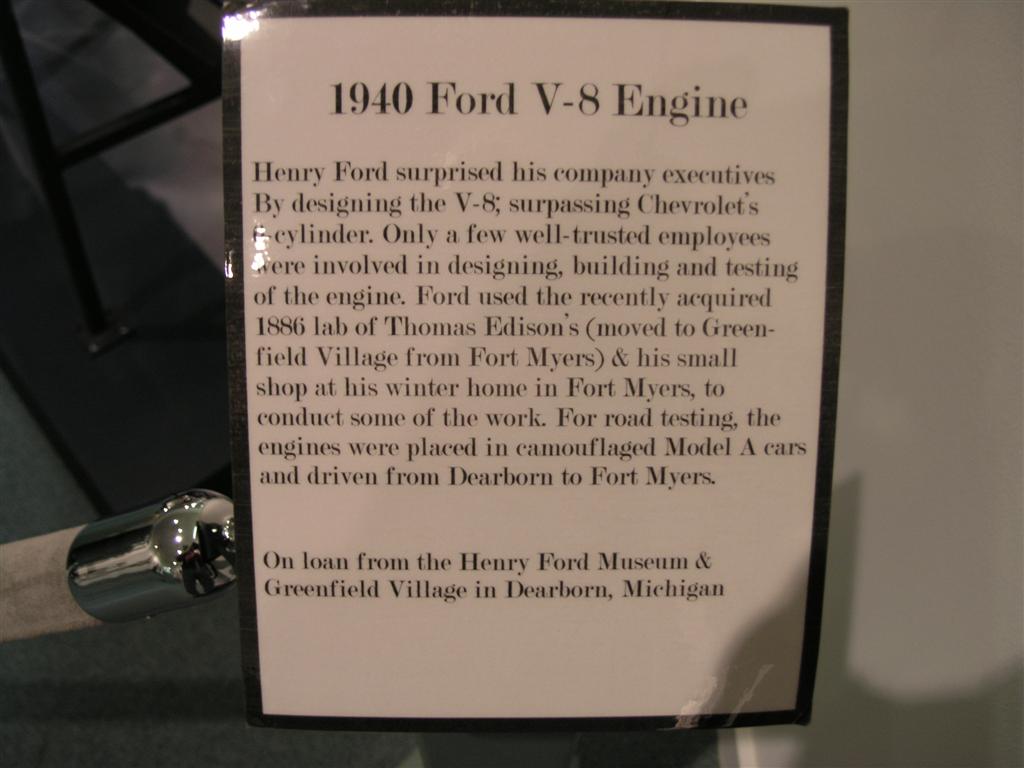 1940 Ford V-8 Engine
Henry Ford surprised his company executives
By designing the V-8; surpassing Chevrolet's
6-cylinder. Only a few well-trusted employees
were involved in designing, building and testing
of the engine. Ford used the recently acquired
1886 lab of Thomas Edison's (moved to Green-
field Village from Fort Myers) & his small
shop at his winter home in Fort Myers, to
conduct some of the work. For road testing, the
engines were placed in camouflaged Model A cars
and driven from Dearborn to Fort Myers.
On loan from the Henry Ford Museum &
Greenfield Village in Dearborn, Michigan